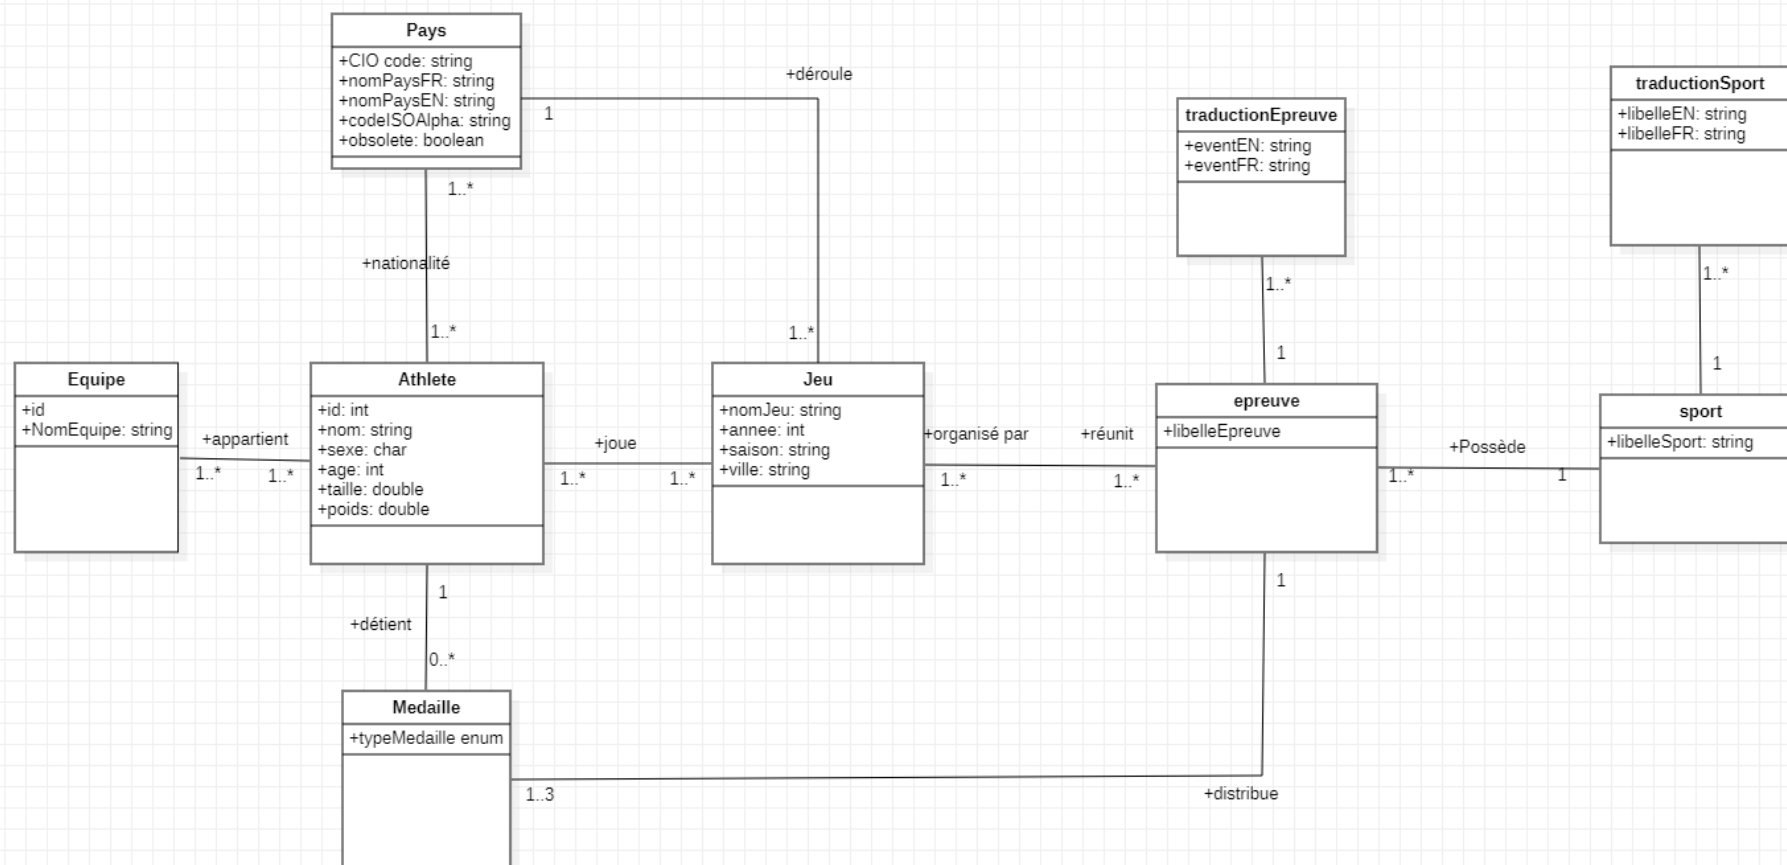 Pays
+CIO code: string
+nomPaysFR: string
+nomPaysEN: string
+codeISOAlpha: string
+obsolete: boolean
+déroule
1
1..*
+nationalité
1..*
1..*
traductionEpreuve
+eventEN: string
+eventFR: string
1..*
1
traductionSport
+libelleEN: string
+libelleFR: string
1..*
1
Equipe
+id
+NomEquipe: string
+appartient
1..*
1..*
Athlete
+id: int
+nom: string
+sexe: char
+age: int
+taille: double
+poids: double
+joue
1..*
1..*
Jeu
+nomJeu: string
+annee: int
+saison: string
+ville: string
+organisé par
+réunit
1..*
1..*
epreuve
+libelleEpreuve
+Possède
1..*
1
sport
+libelleSport: string
1
+détient
0..*
Medaille
+typeMedaille enum
1..3
+distribue
1